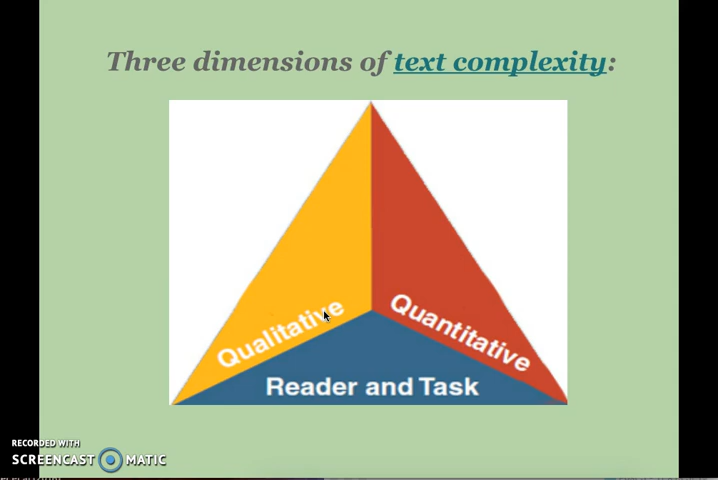 Three dimensions of text complexity:
Qualitative
Quantitative
Reader and Task
RECORDED WITH
SCREENCAST MATIC